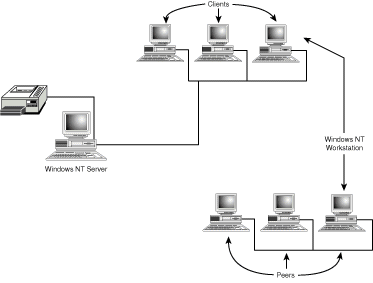 Clients
Windows NT
Workstation
Windows NT Server
Peers